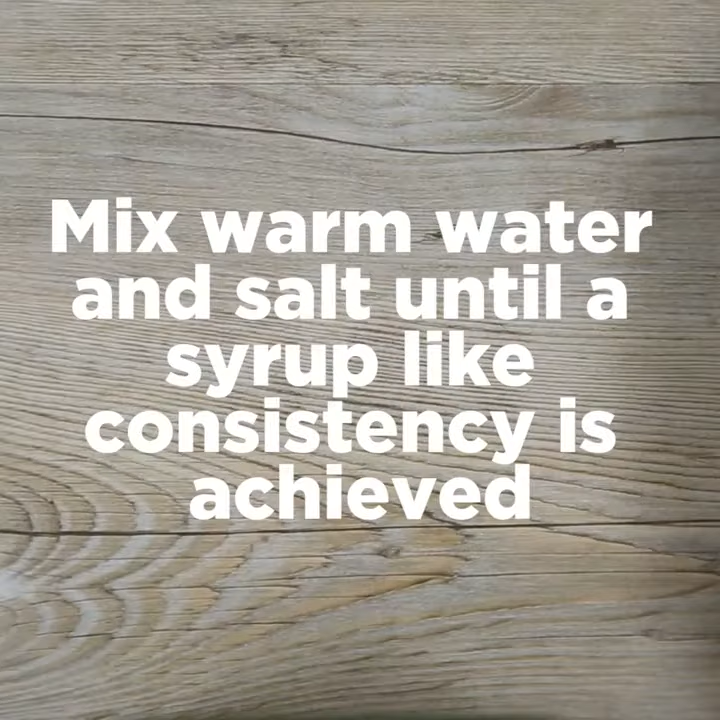 Mix warm water
and salt until a
syrup like
consistency is
achieved